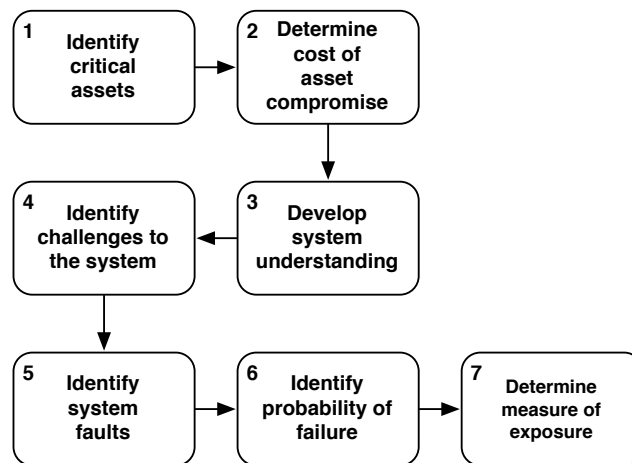 1
Identify
critical
assets
2
Determine
cost of
asset
compromise
3
Develop
system
understanding
4
Identify
challenges to
the system
5
Identify
system
faults
6
Identify
probability of
failure
7
Determine
measure of
exposure